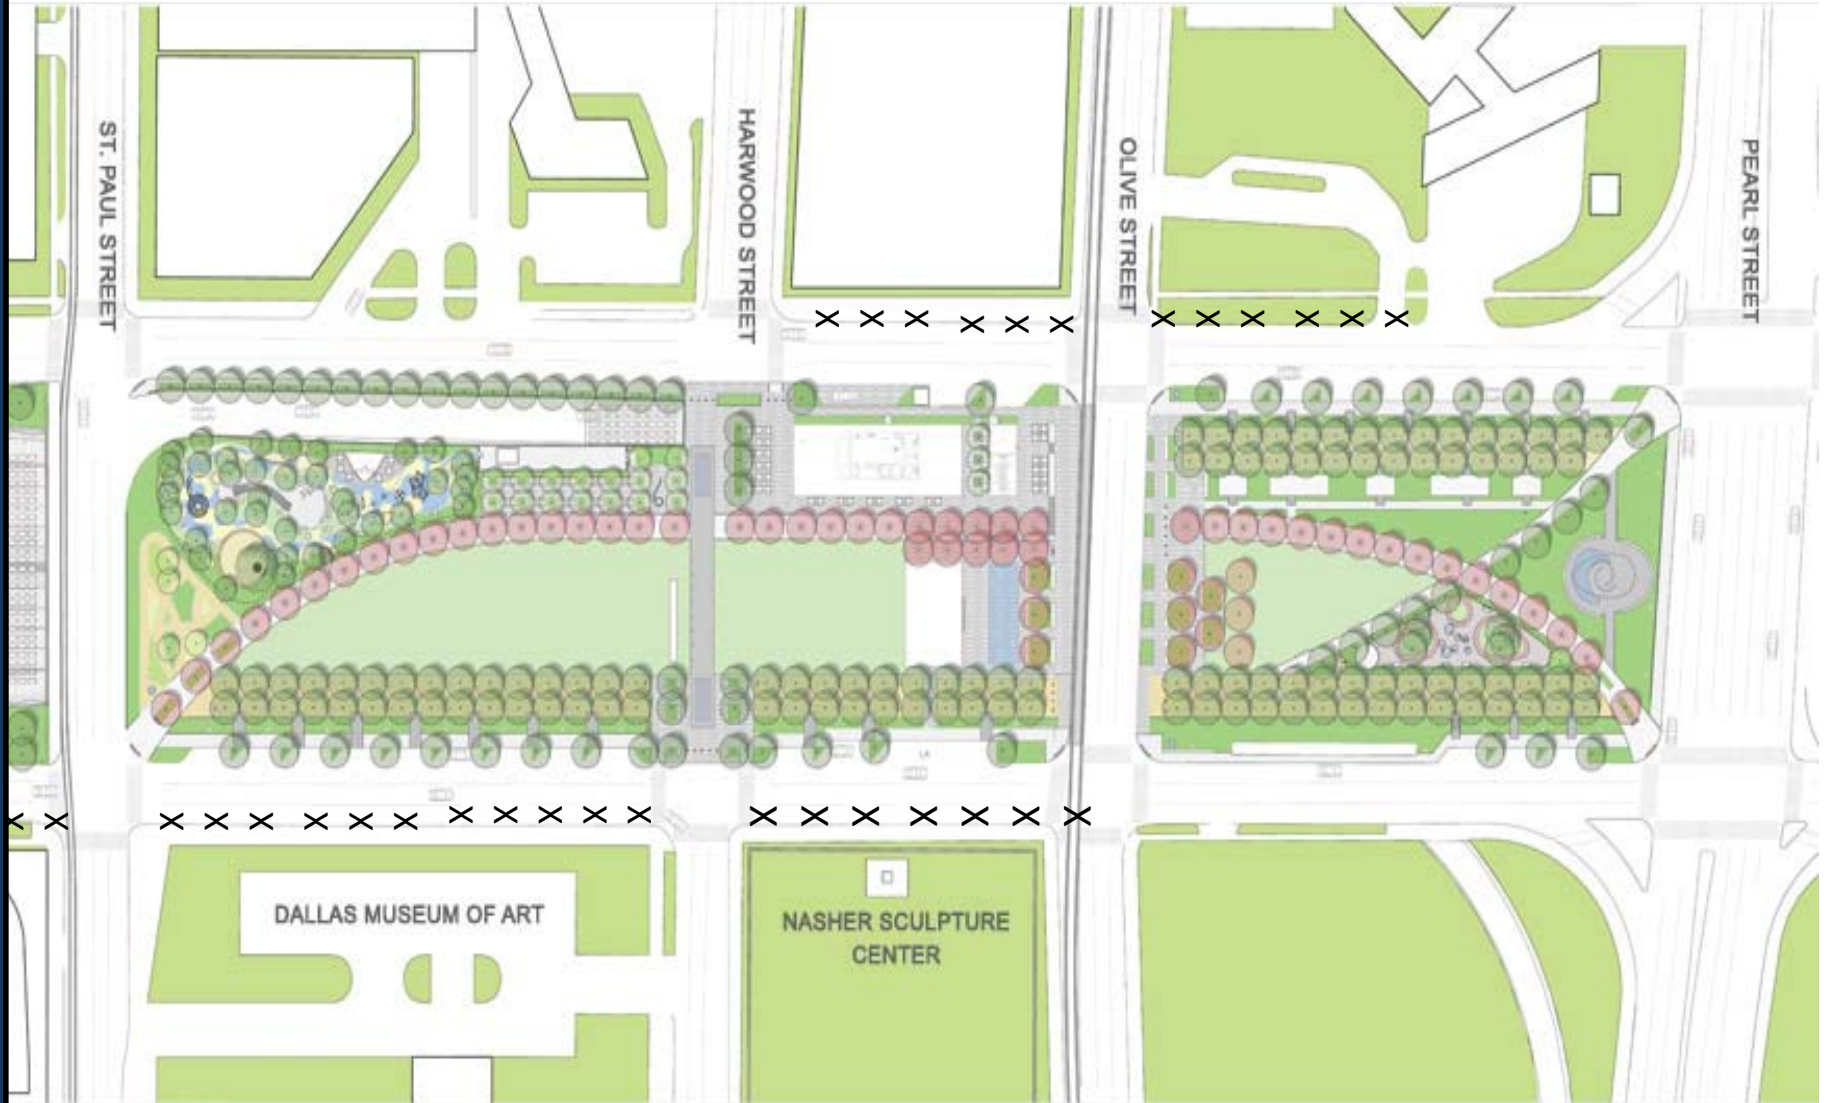 ST. PAUL STREET
HARWOOD STREET
OLIVE STREET
PEARL STREET
X X X X X X
X X X X X X
X X
X X X X X X X X X X X
X X X X X X X
DALLAS MUSEUM OF ART
NASHER SCULPTURE
CENTER